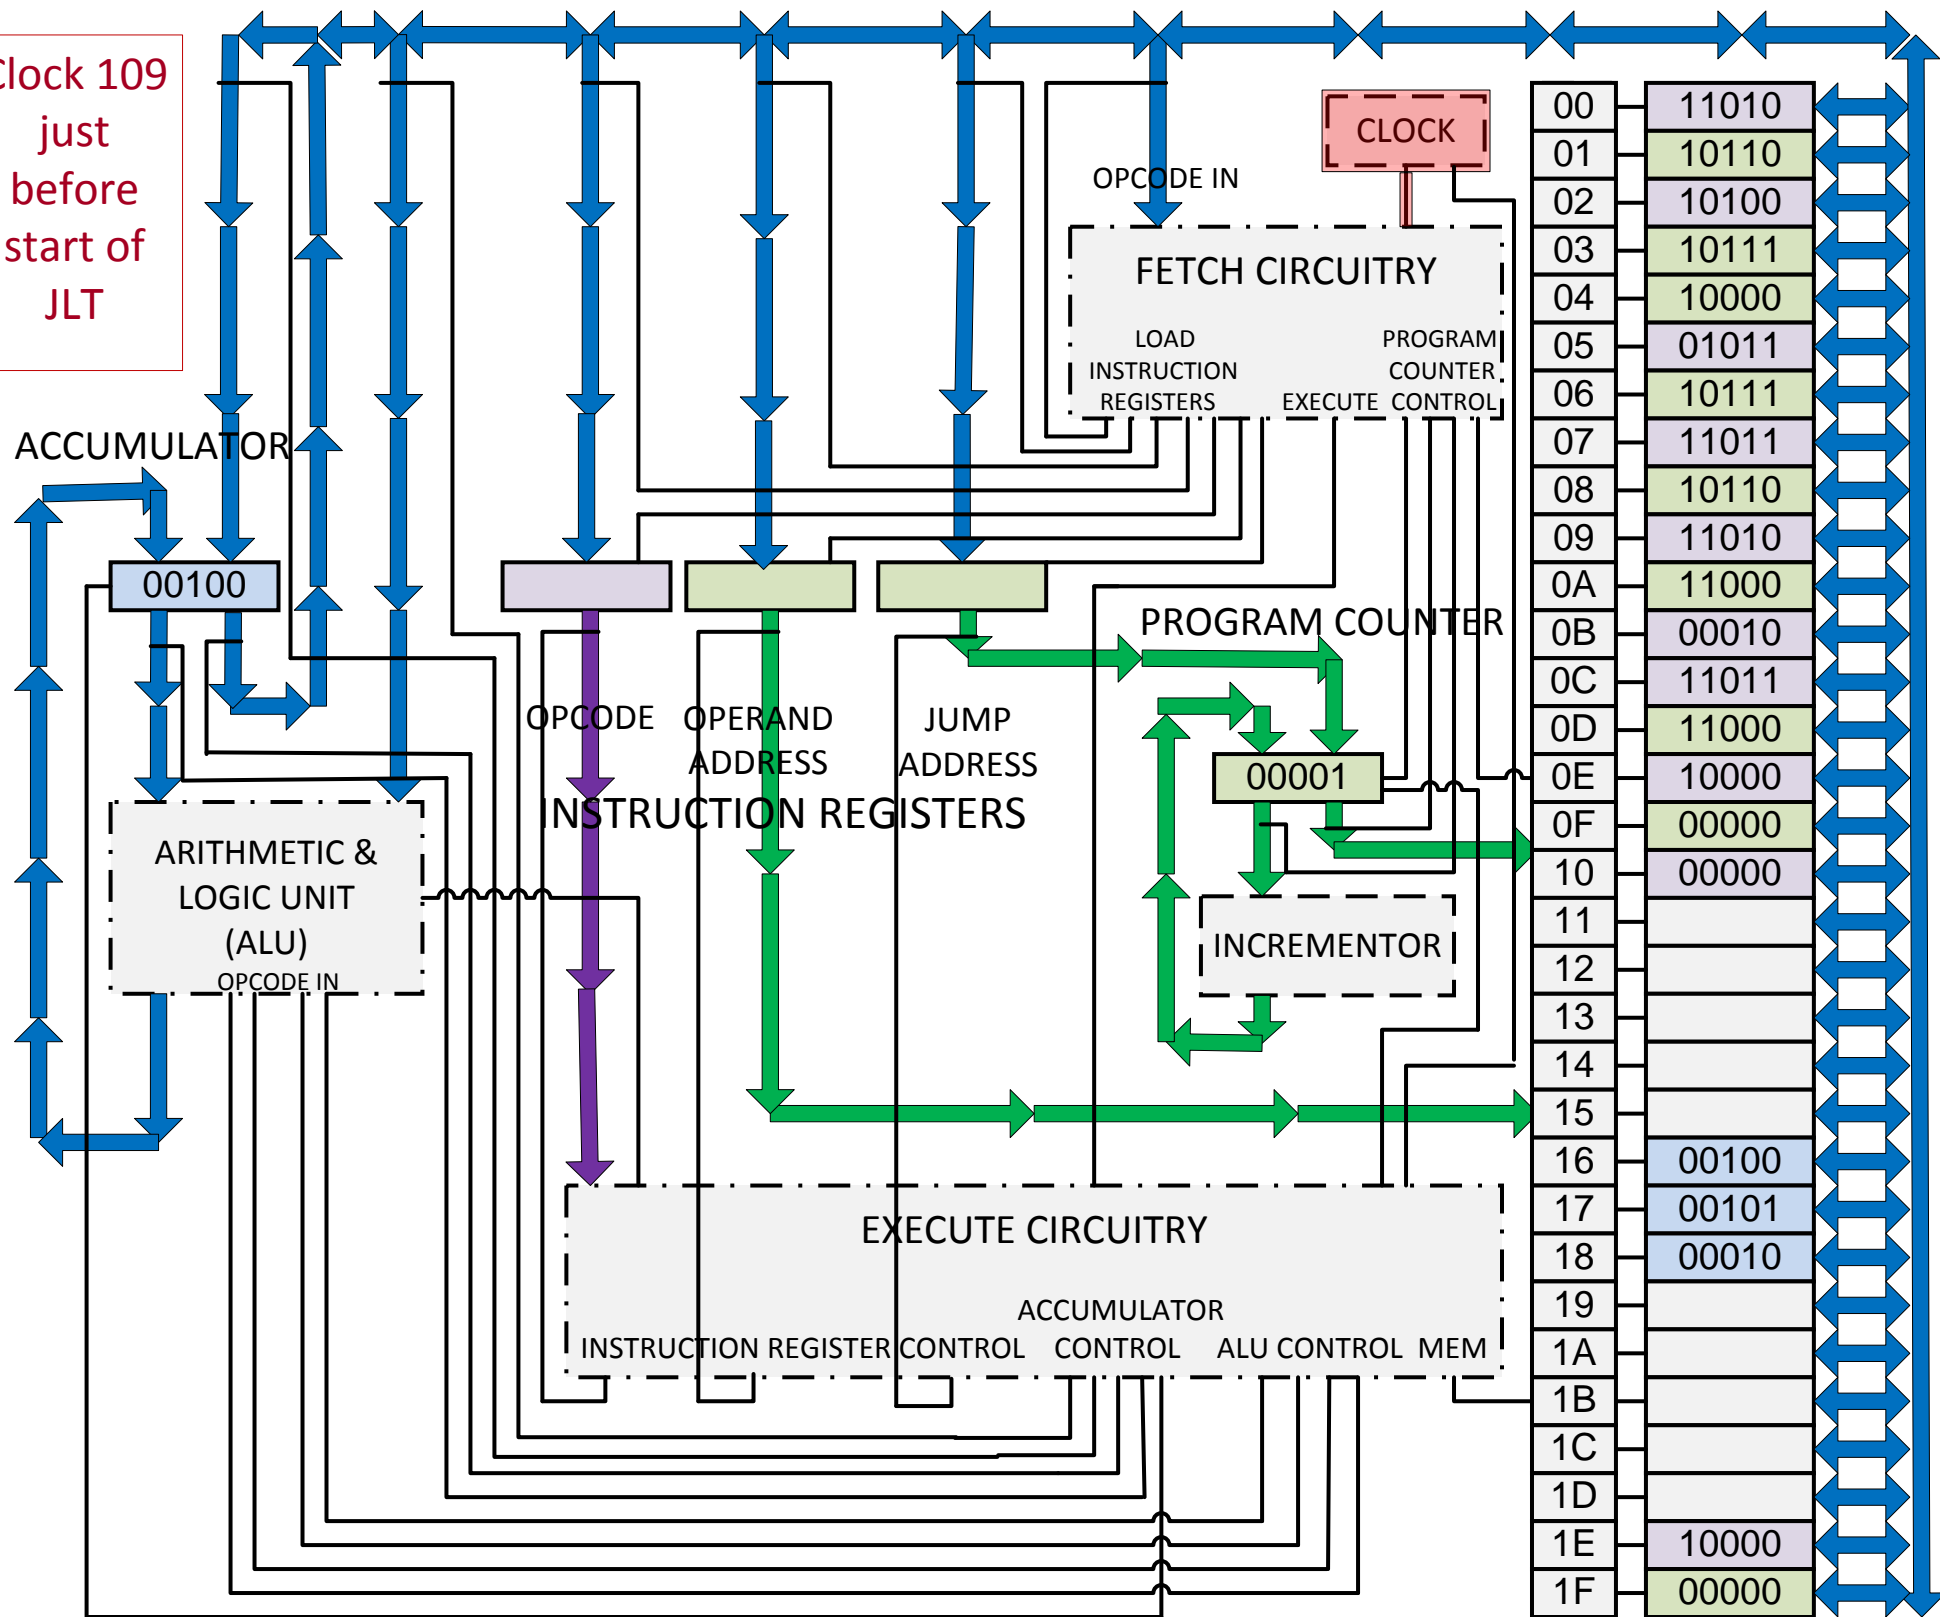 Clock 109
just
before
start of
JLT
CLOCK
OPCODE IN
FETCH CIRCUITRY
LOAD
INSTRUCTION
REGISTERS
EXECUTE
PROGRAM
COUNTER
CONTROL
ACCUMULATOR
00100
PROGRAM COUNTER
00001
INCREMENTOR
OPCODE
OPERAND
ADDRESS
JUMP
ADDRESS
INSTRUCTION REGISTERS
ARITHMETIC &
LOGIC UNIT
(ALU)
OPCODE IN
EXECUTE CIRCUITRY
INSTRUCTION REGISTER CONTROL
ACCUMULATOR
CONTROL
ALU CONTROL
MEM
00 11010
01 10110
02 10100
03 10111
04 10000
05 01011
06 10111
07 11011
08 10110
09 11010
0A 11000
0B 00010
0C 11011
0D 11000
0E 10000
0F 00000
10 00000
11
12
13
14
15
16 00100
17 00101
18 00010
19
1A
1B
1C
1D
1E 10000
1F 00000